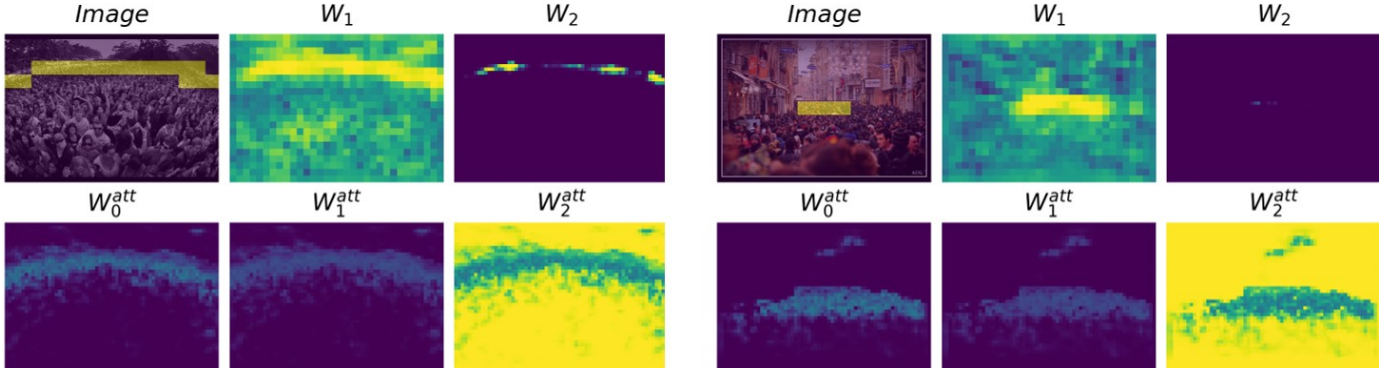 Image W₁ W₂ Image W₁ W₂
W₀ᵃᵗᵗ W₁ᵃᵗᵗ W₂ᵃᵗᵗ W₀ᵃᵗᵗ W₁ᵃᵗᵗ W₂ᵃᵗᵗ